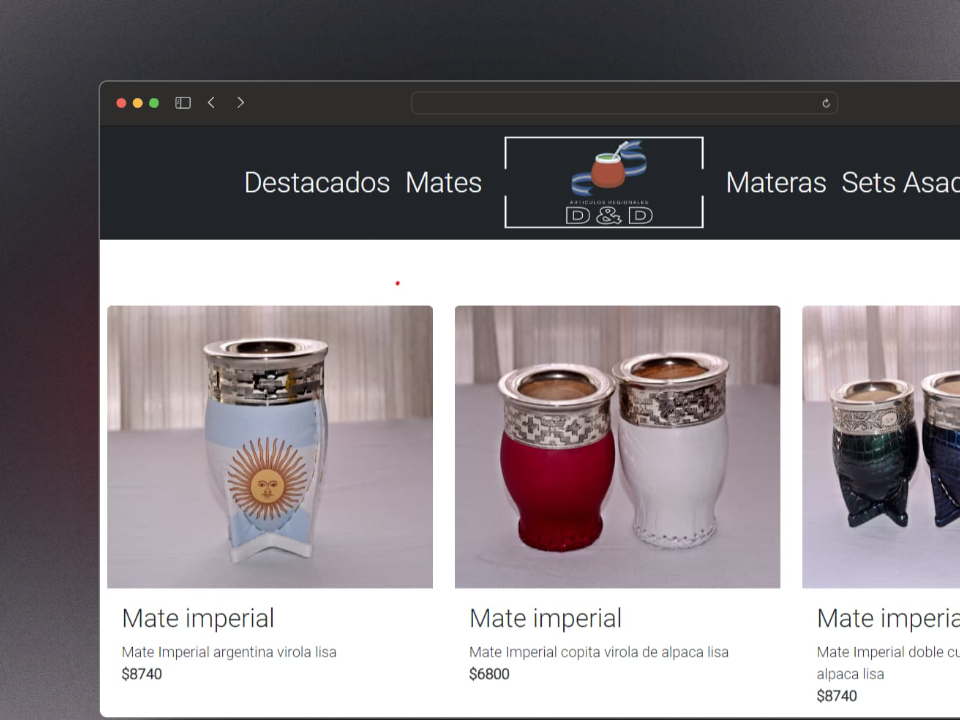 Destacados Mates
ARTICULOS REGIONALES
D & D
Materas Sets Asad
Mate imperial
Mate Imperial argentina virola lisa
$8740
Mate imperial
Mate Imperial copita virola de alpaca lisa
$6800
Mate imperia
Mate Imperial doble cu
alpaca lisa
$8740